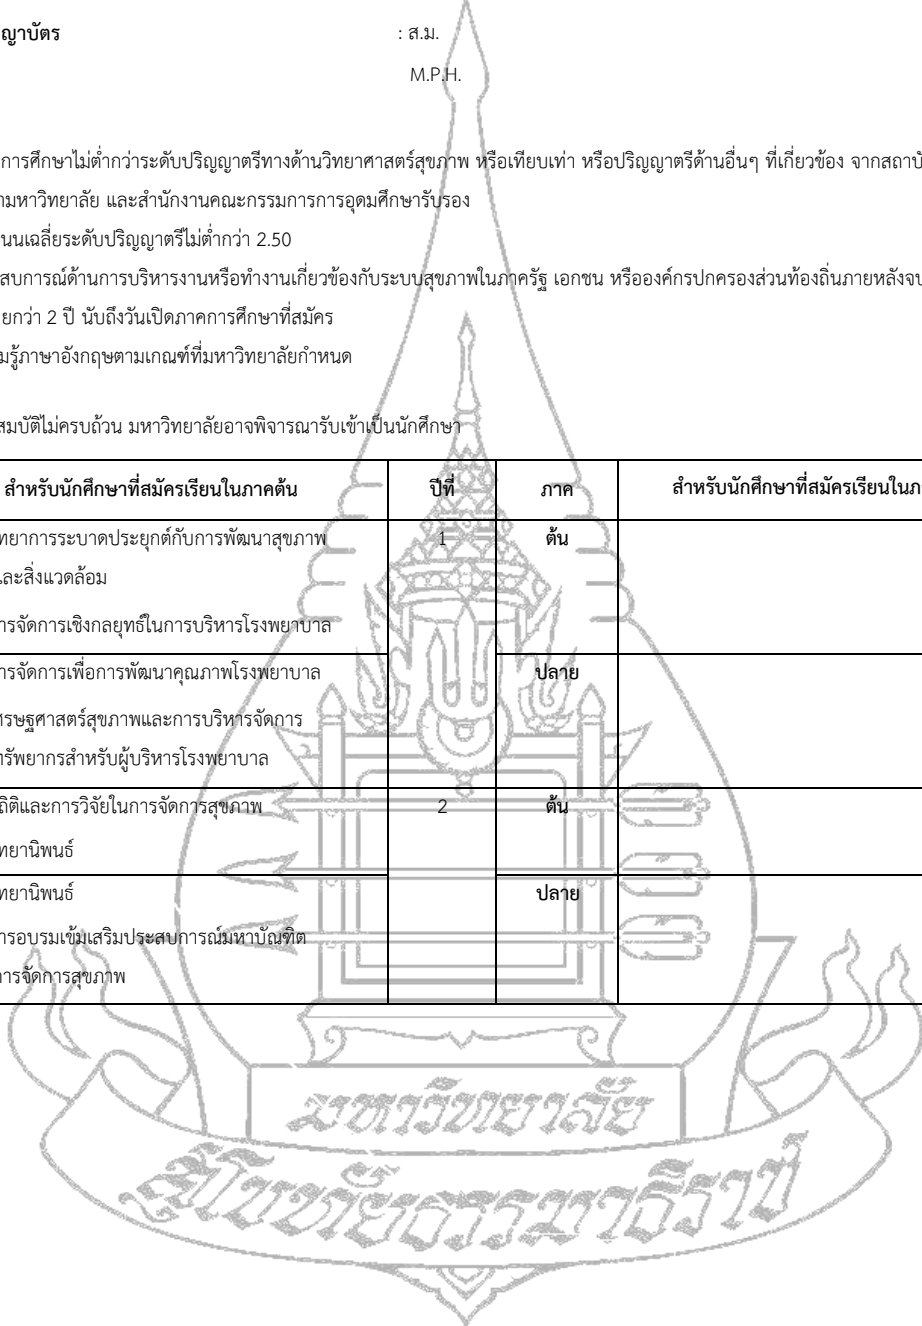 ญาบัตร : ส.ม.
M.P.H.
การศึกษาไม่ต่ำกว่าระดับปริญญาตรีทางด้านวิทยาศาสตร์สุขภาพ หรือเทียบเท่า หรือปริญญาตรีด้านอื่นๆ ที่เกี่ยวข้อง จากสถาบั
มหาวิทยาลัย และสำนักงานคณะกรรมการการอุดมศึกษารับรอง
นนเฉลี่ยระดับปริญญาตรีไม่ต่ำกว่า 2.50
สบการณ์ด้านการบริหารงานหรือทำงานเกี่ยวข้องกับระบบสุขภาพในภาครัฐ เอกชน หรือองค์กรปกครองส่วนท้องถิ่นภายหลังจบ
ยกว่า 2 ปี นับถึงวันเปิดภาคการศึกษาที่สมัคร
มรู้ภาษาอังกฤษตามเกณฑ์ที่มหาวิทยาลัยกำหนด
สมบัติไม่ครบถ้วน มหาวิทยาลัยอาจพิจารณารับเข้าเป็นนักศึกษา
สำหรับนักศึกษาที่สมัครเรียนในภาคต้น ปีที่ ภาค สำหรับนักศึกษาที่สมัครเรียนในภา
ทยาการระบาดประยุกต์กับการพัฒนาสุขภาพ 1 ต้น
และสิ่งแวดล้อม
ารจัดการเชิงกลยุทธ์ในการบริหารโรงพยาบาล
ารจัดการเพื่อการพัฒนาคุณภาพโรงพยาบาล ปลาย
ศรษฐศาสตร์สุขภาพและการบริหารจัดการ
ทรัพยากรสำหรับผู้บริหารโรงพยาบาล
ถิติและการวิจัยในการจัดการสุขภาพ 2 ต้น
ทยานิพนธ์
ทยานิพนธ์ ปลาย
ารอบรมเข้มเสริมประสบการณ์มหาบัณฑิต
การจัดการสุขภาพ
มหาวิทยาลัย
สุโขทัยธรรมาธิราช